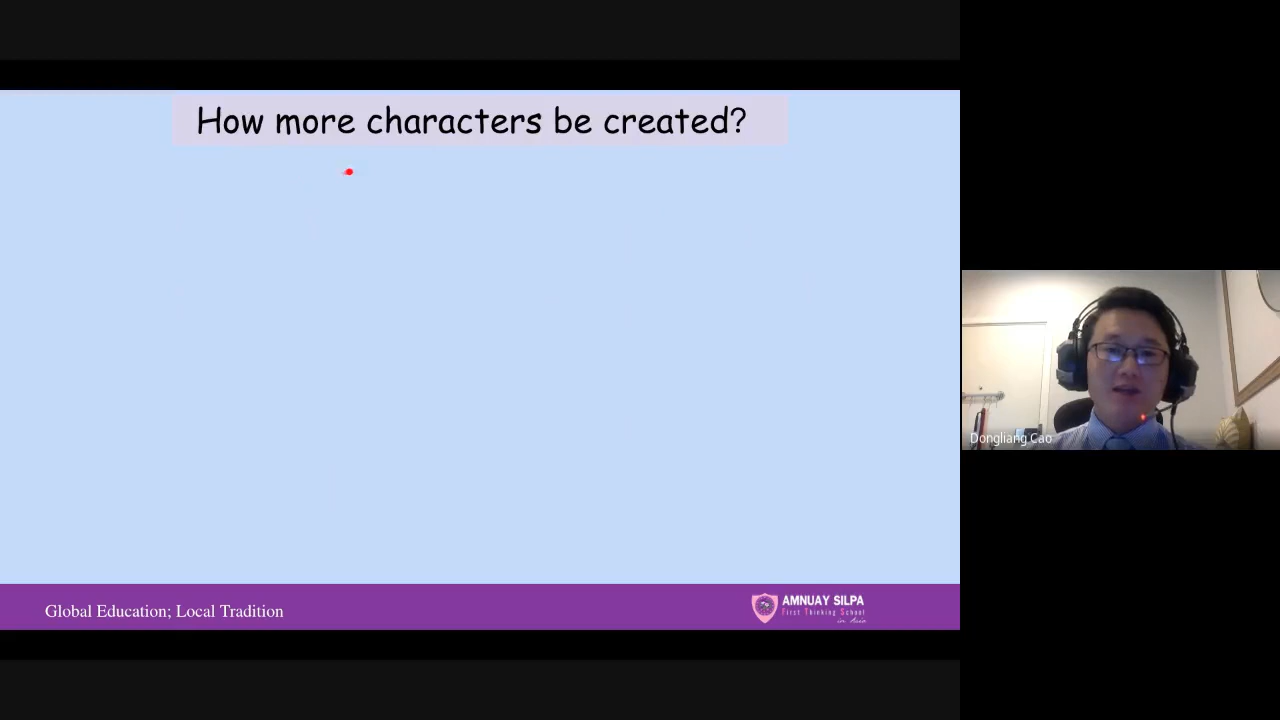 How more characters be created?
Dongliang Cao
Global Education; Local Tradition
AMNUAY SILPA
First Thinking School
in Asia